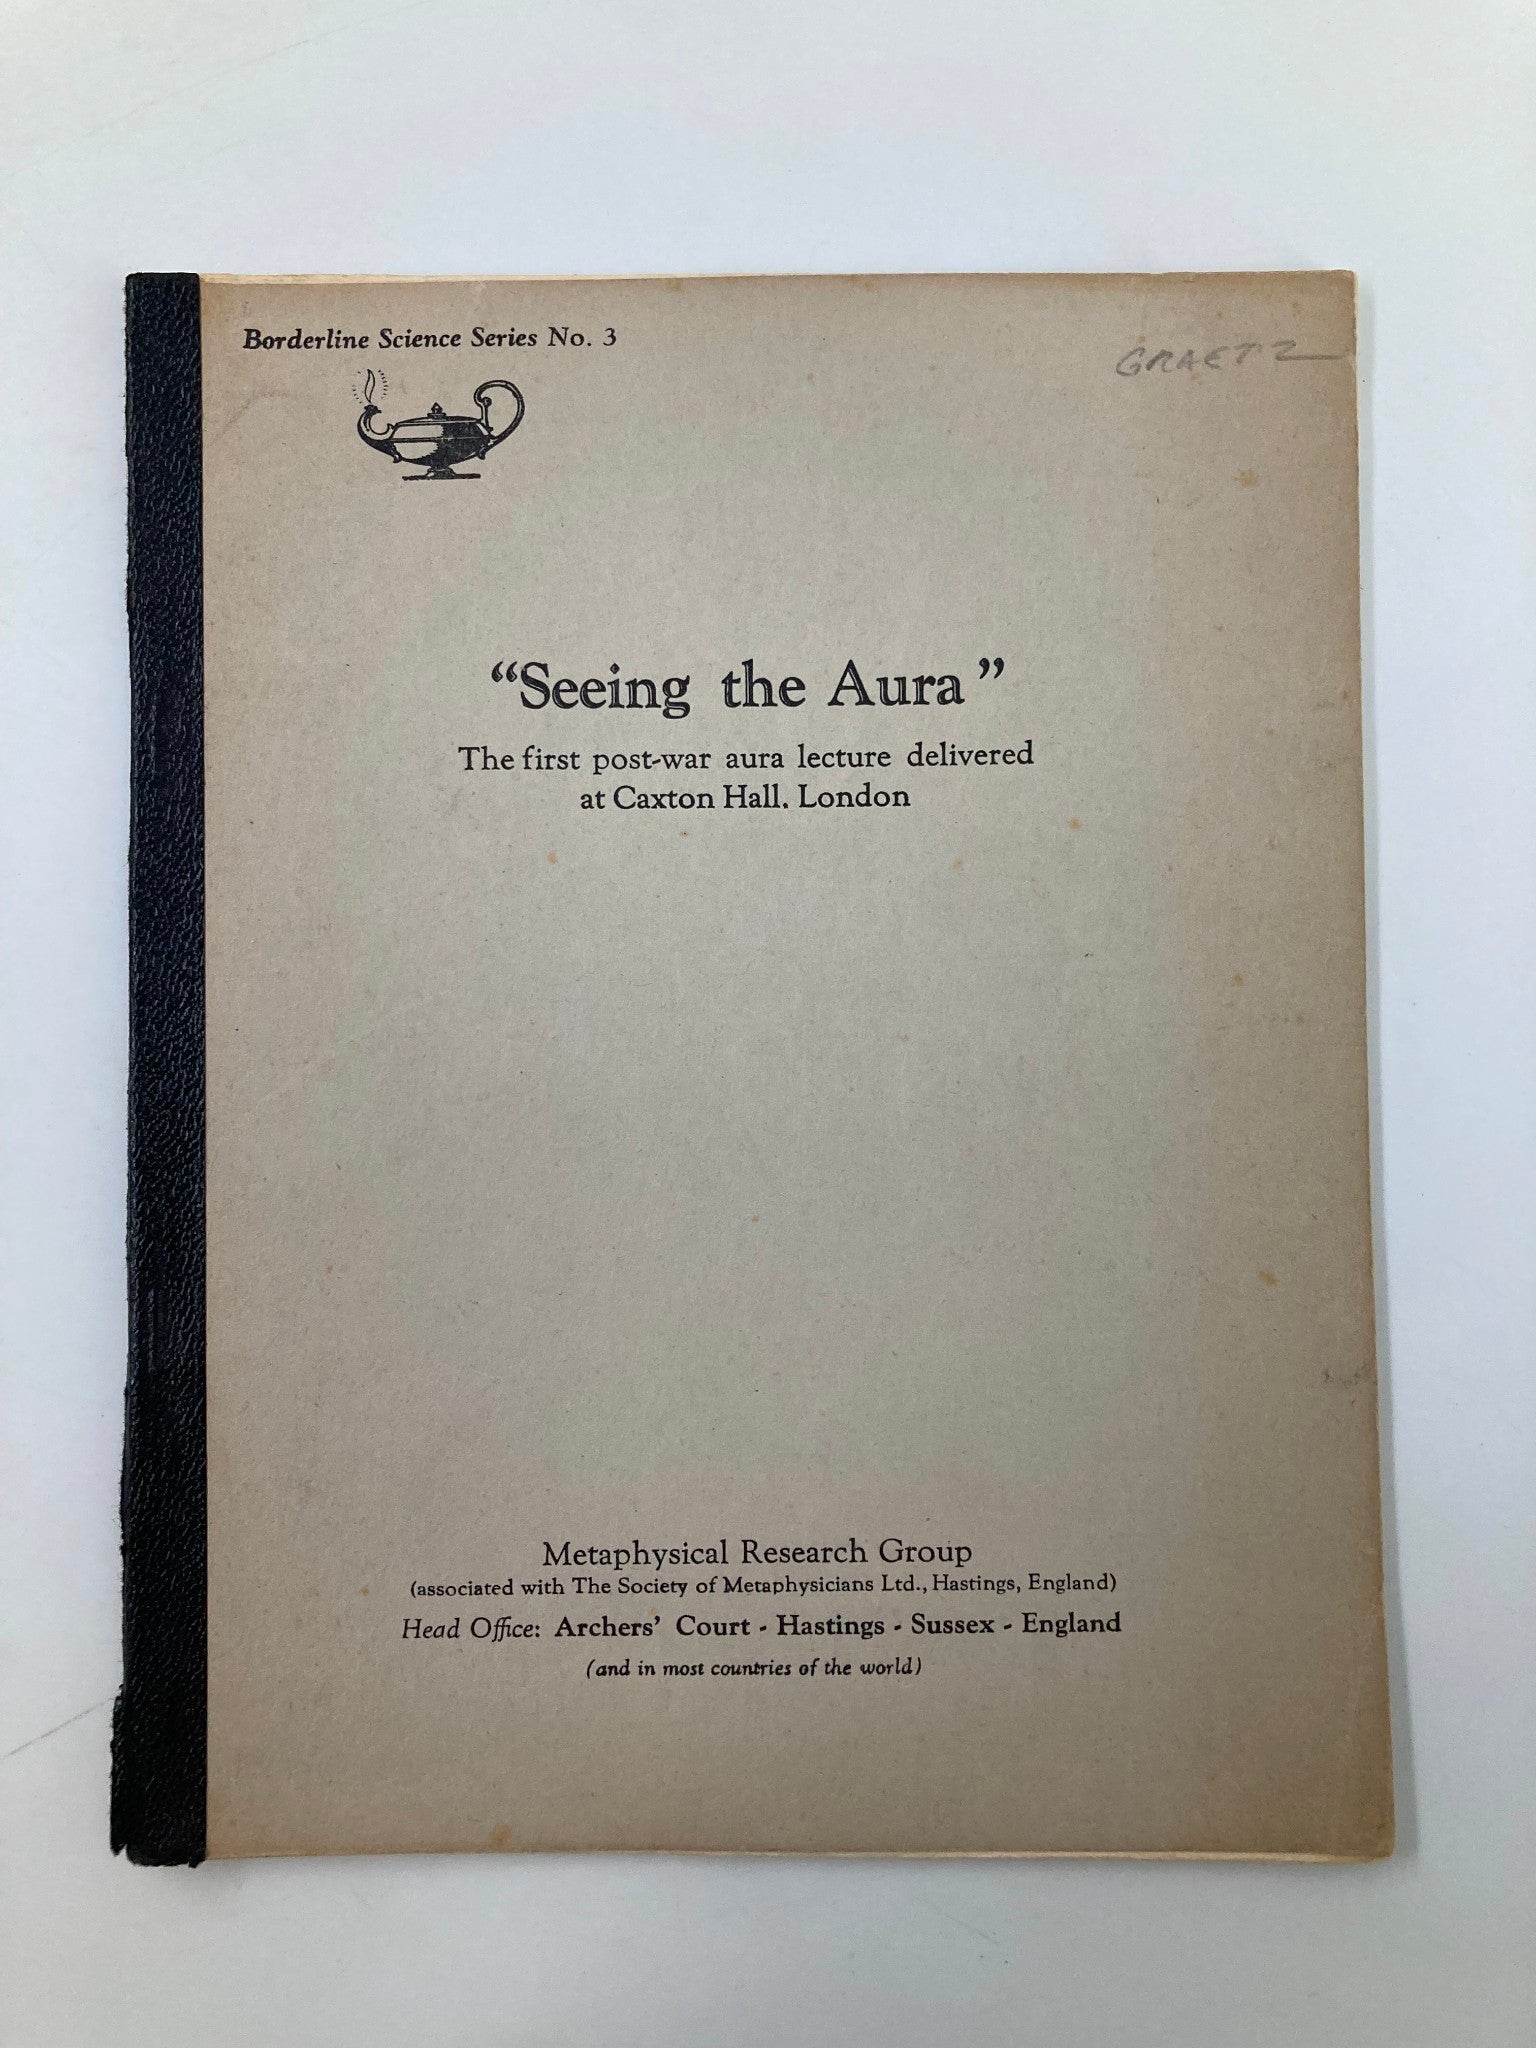 Borderline Science Series No. 3
GRAETZ
“Seeing the Aura”
The first post-war aura lecture delivered
at Caxton Hall. London
Metaphysical Research Group
(associated with The Society of Metaphysicians Ltd., Hastings, England)
Head Office: Archers’ Court - Hastings - Sussex - England
(and in most countries of the world)